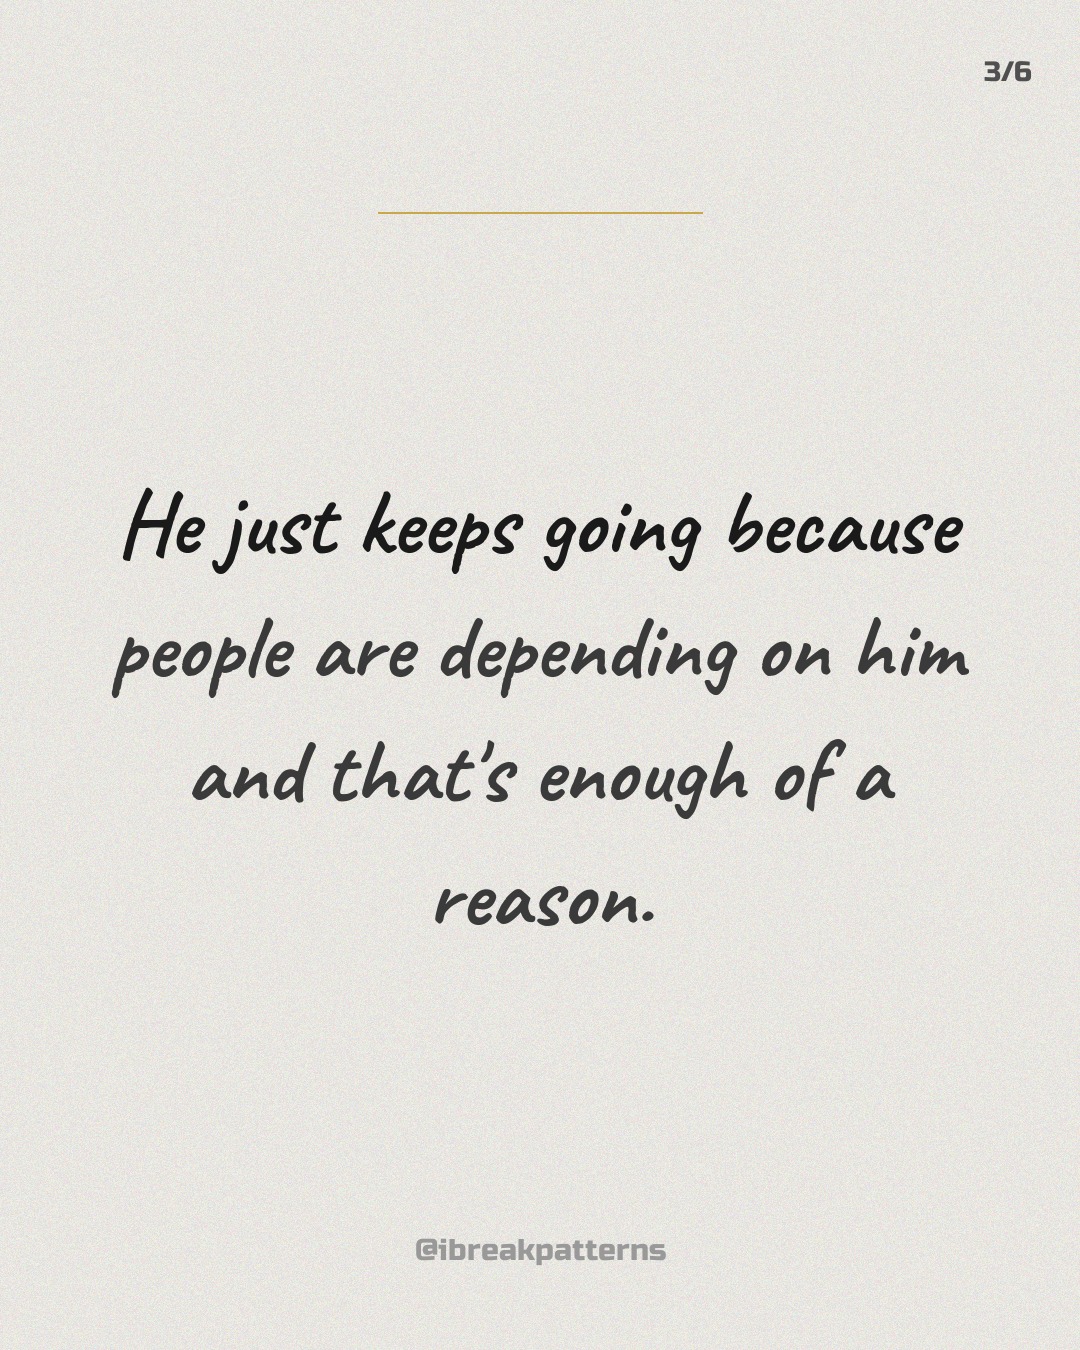 3/6
He just keeps going because
people are depending on him
and that's enough of a
reason.
@ibreakpatterns